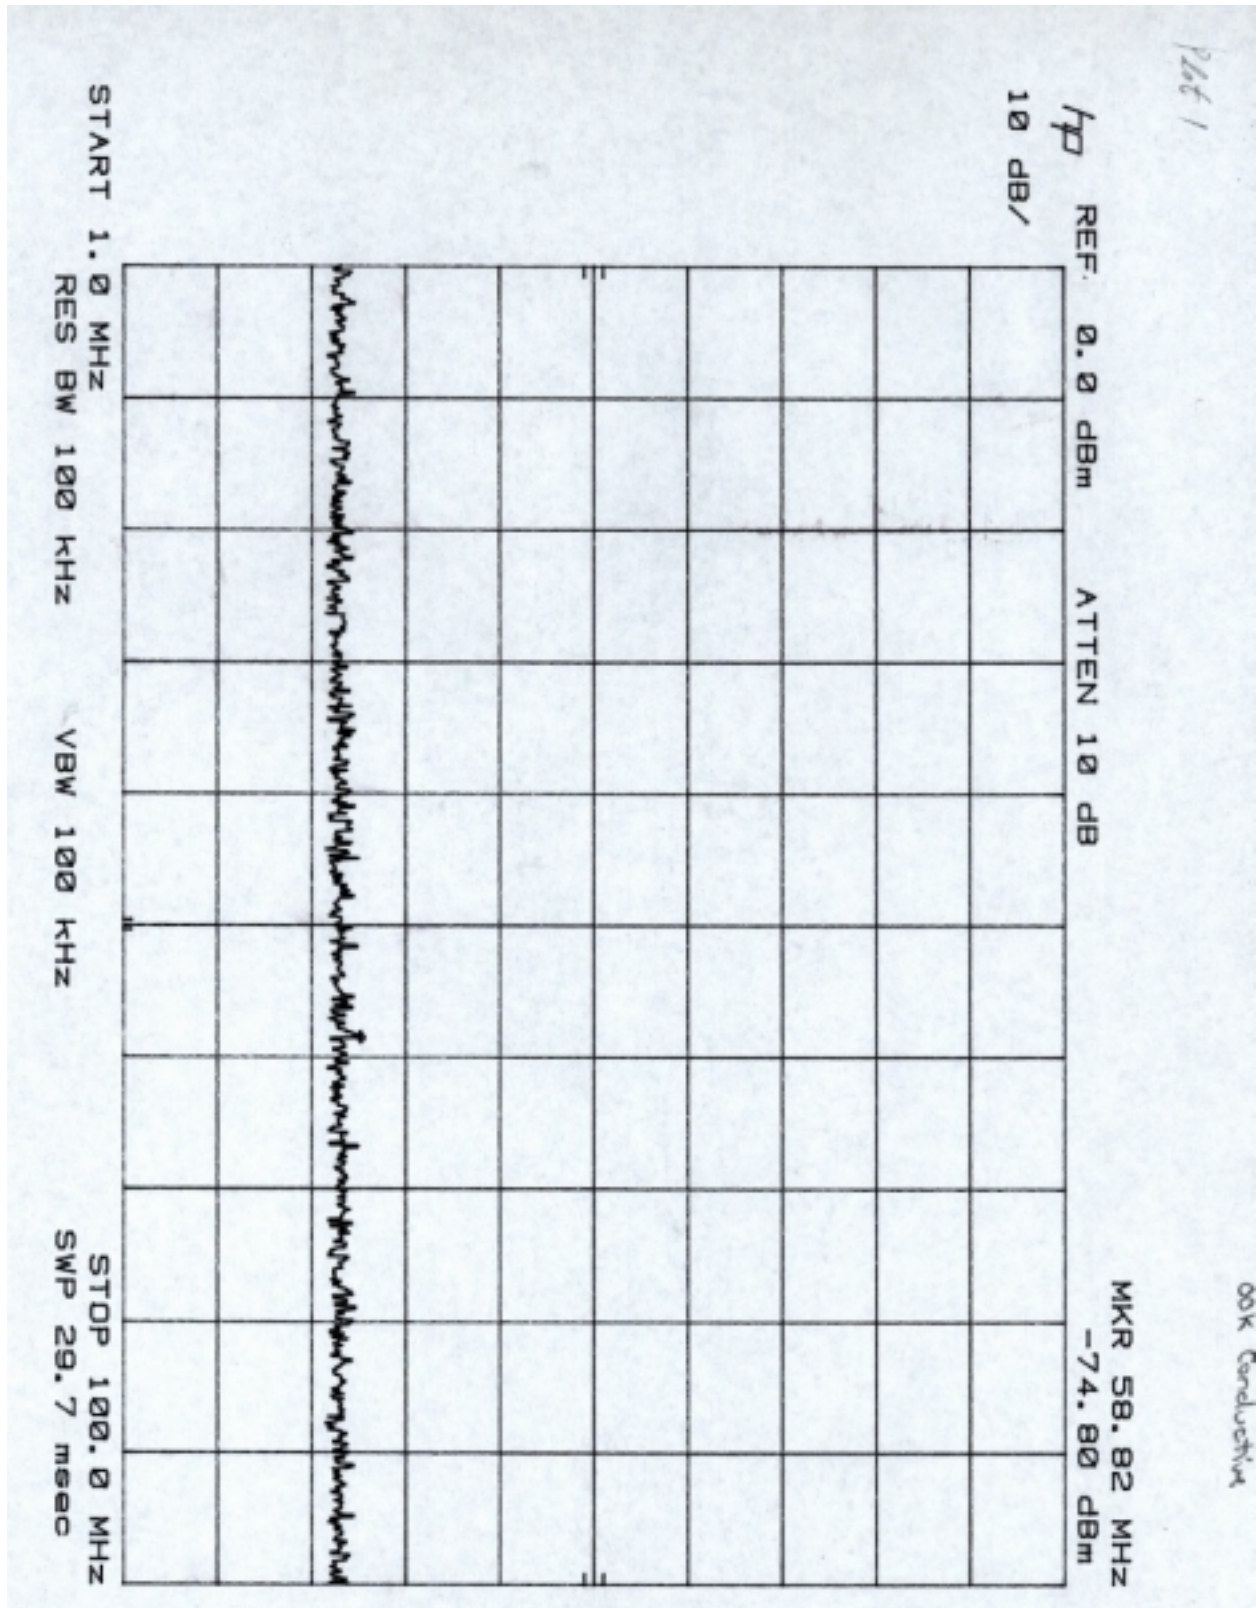 Plot 1
OOK Conductive
hp REF 0.0 dBm ATTEN 10 dB
MKR 58.82 MHz
-74.80 dBm
10 dB/
START 1.0 MHz
STOP 100.0 MHz
RES BW 100 kHz VBW 100 kHz SWP 29.7 msec